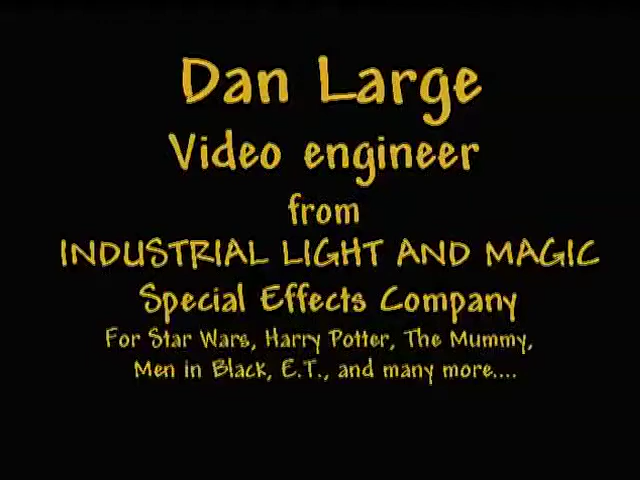 Dan Large
Video engineer
from
INDUSTRIAL LIGHT AND MAGIC
Special Effects Company
For Star Wars, Harry Potter, The Mummy,
Men in Black, E.T., and many more....